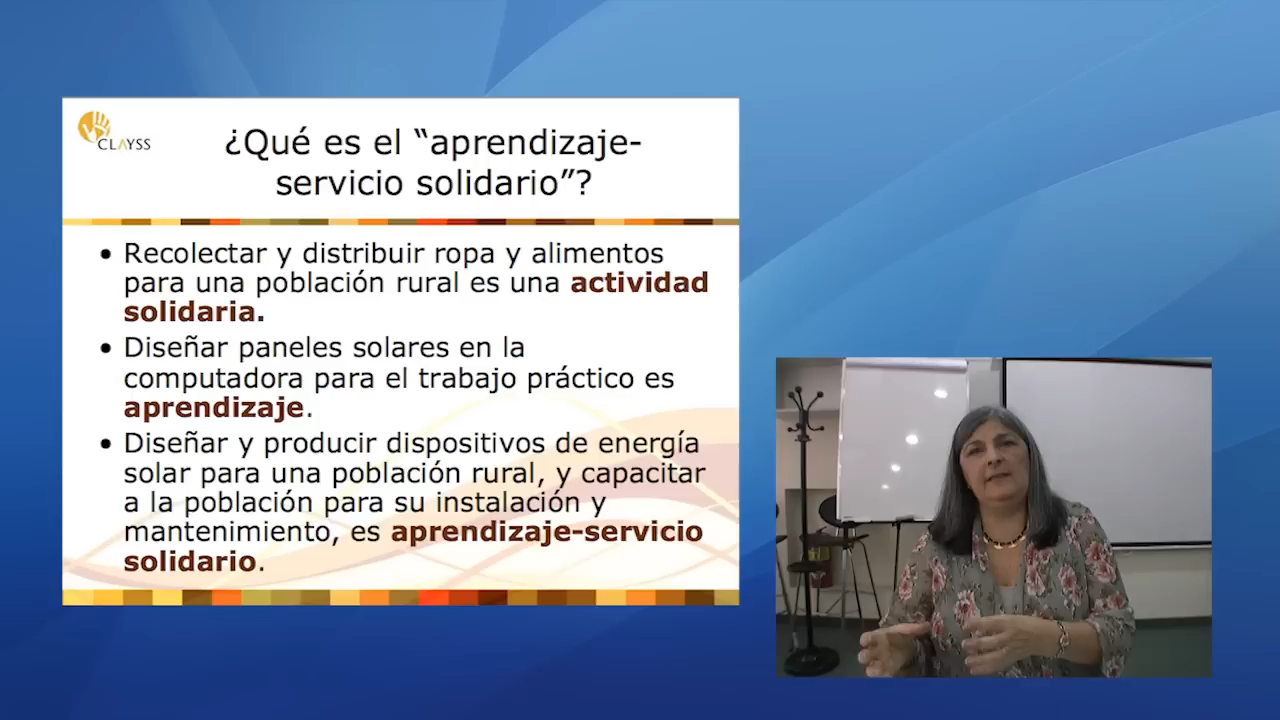 CLAYSS
¿Qué es el “aprendizaje-
servicio solidario”?
• Recolectar y distribuir ropa y alimentos
para una población rural es una actividad
solidaria.
• Diseñar paneles solares en la
computadora para el trabajo práctico es
aprendizaje.
• Diseñar y producir dispositivos de energía
solar para una población rural, y capacitar
a la población para su instalación y
mantenimiento, es aprendizaje-servicio
solidario.